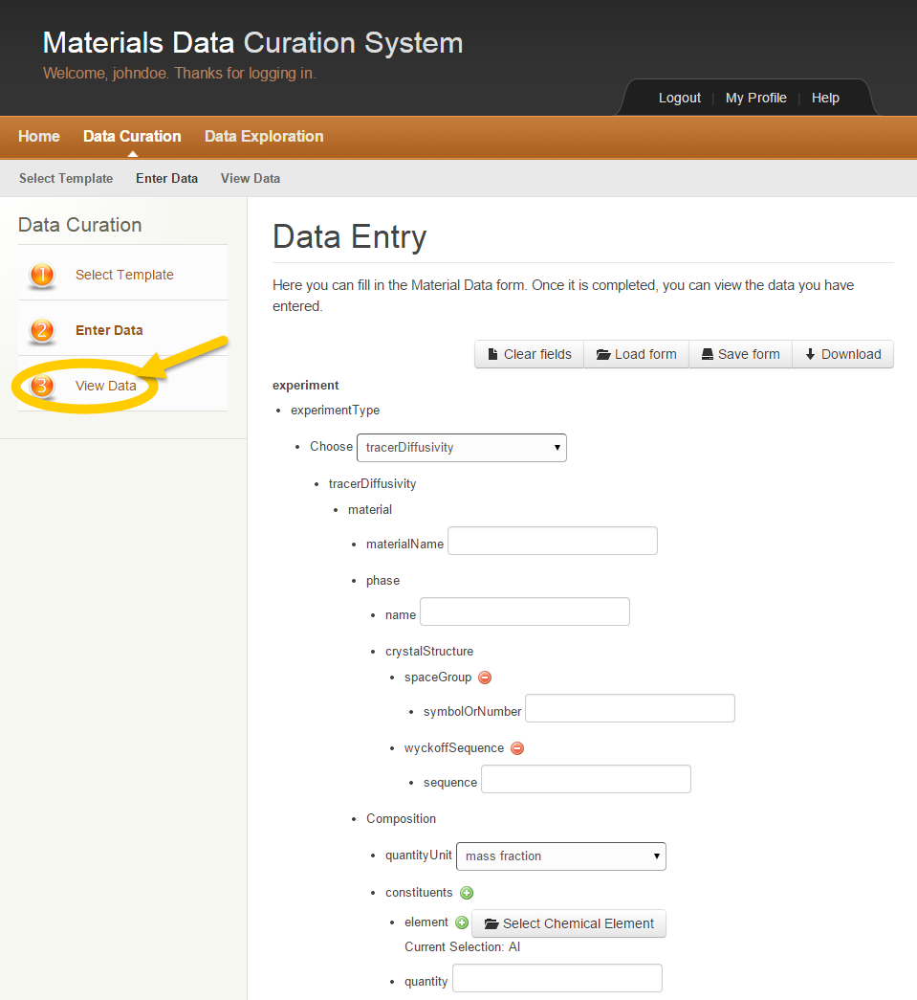 Materials Data Curation System
Welcome, johndoe. Thanks for logging in.
Logout | My Profile | Help
Home Data Curation Data Exploration
Select Template Enter Data View Data
Data Curation
1 Select Template
2 Enter Data
3 View Data
Data Entry
Here you can fill in the Material Data form. Once it is completed, you can view the data you have
entered.
Clear fields Load form Save form Download
experiment
experimentType
Choose tracerDiffusivity
tracerDiffusivity
material
materialName
phase
name
crystalStructure
spaceGroup
symbolOrNumber
wyckoffSequence
sequence
Composition
quantityUnit mass fraction
constituents
element Select Chemical Element
Current Selection: Al
quantity